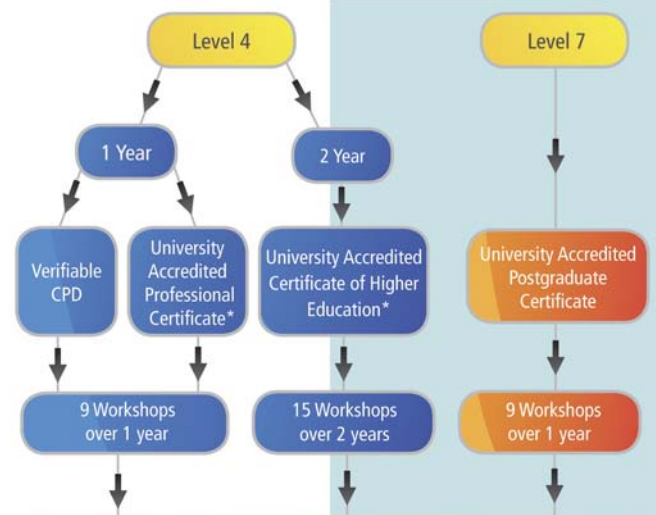 Level 4
Level 7
1 Year
2 Year
Verifiable
CPD
University
Accredited
Professional
Certificate*
University Accredited
Certificate of Higher
Education*
University Accredited
Postgraduate
Certificate
9 Workshops
over 1 year
15 Workshops
over 2 years
9 Workshops
over 1 year